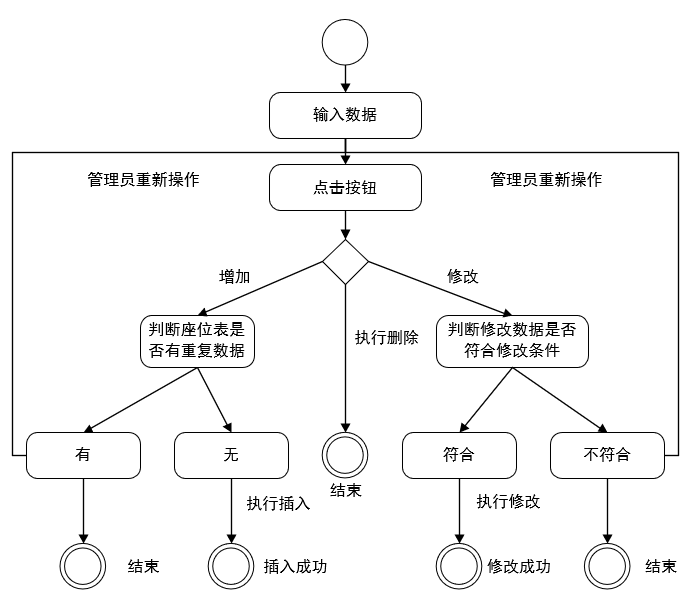 输入数据
管理员重新操作
点击按钮
管理员重新操作
增加
修改
判断座位表是
否有重复数据
执行删除
判断修改数据是否
符合修改条件
有
无
结束
符合
不符合
执行插入
执行修改
结束
插入成功
修改成功
结束